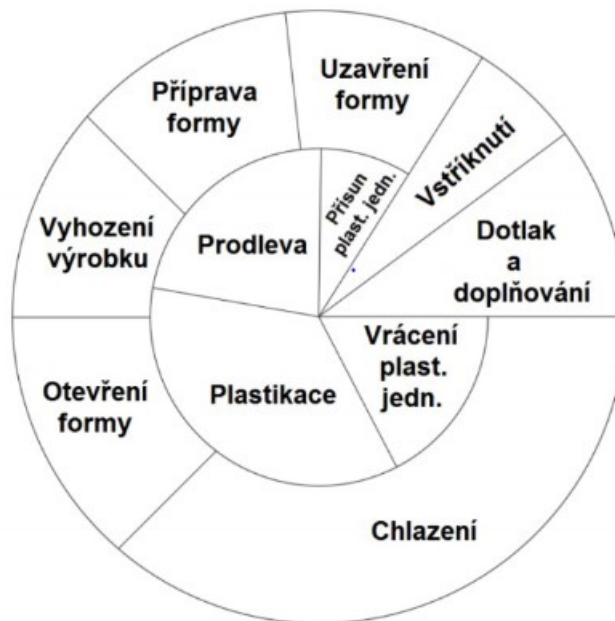 Uzavření
formy
Příprava
formy
Vstříknutí
Přísun
plast. jedn.
Vyhození
výrobku
Prodleva
Dotlak
a
doplňování
Vrácení
plast.
jedn.
Otevření
formy
Plastikace
Chlazení